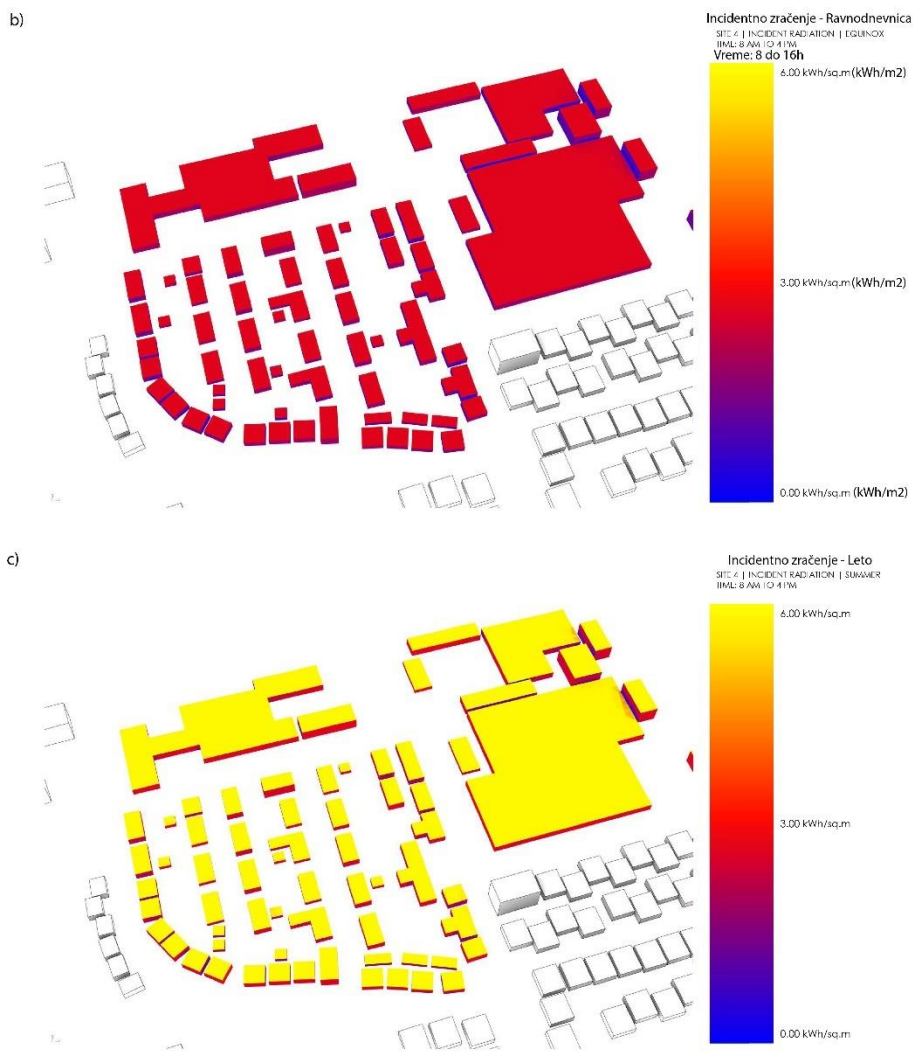 b)
Incidentno zračenje - Ravnodnevnica
SITE 4 | INCIDENT RADIATION | EQUINOX
TIME: 8 AM TO 4 PM
Vreme: 8 do 16h
6.00 kWh/sq.m (kWh/m2)
3.00 kWh/sq.m (kWh/m2)
0.00 kWh/sq.m (kWh/m2)
c)
Incidentno zračenje - Leto
SITE 4 | INCIDENT RADIATION | SUMMER
TIME: 8 AM TO 4 PM
6.00 kWh/sq.m
3.00 kWh/sq.m
0.00 kWh/sq.m